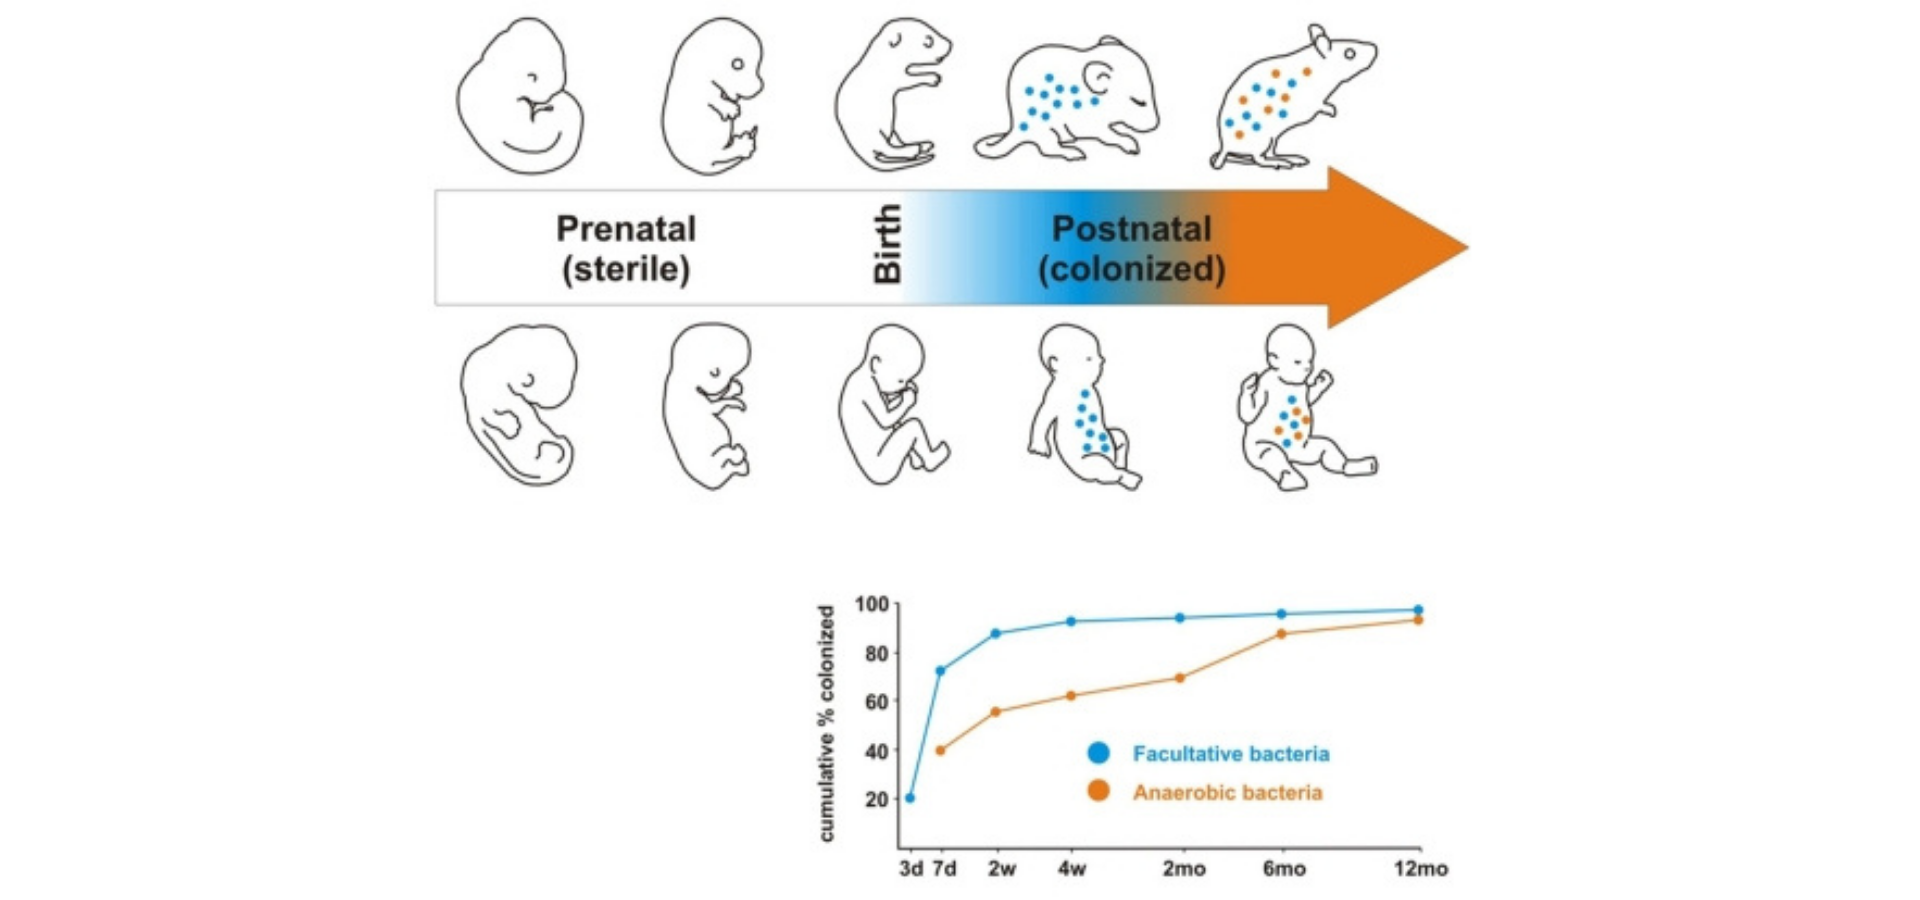 Prenatal
(sterile)
Birth
Postnatal
(colonized)
cumulative % colonized
100
80
60
40
20
Facultative bacteria
Anaerobic bacteria
3d 7d 2w 4w 2mo 6mo 12mo